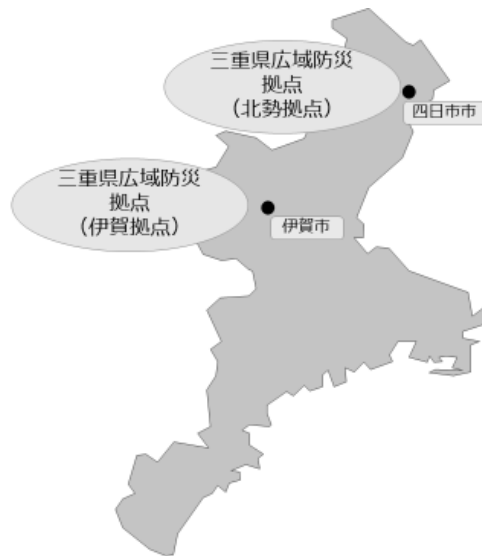 三重県広域防災
拠点
（北勢拠点）
四日市市
三重県広域防災
拠点
（伊賀拠点）
伊賀市